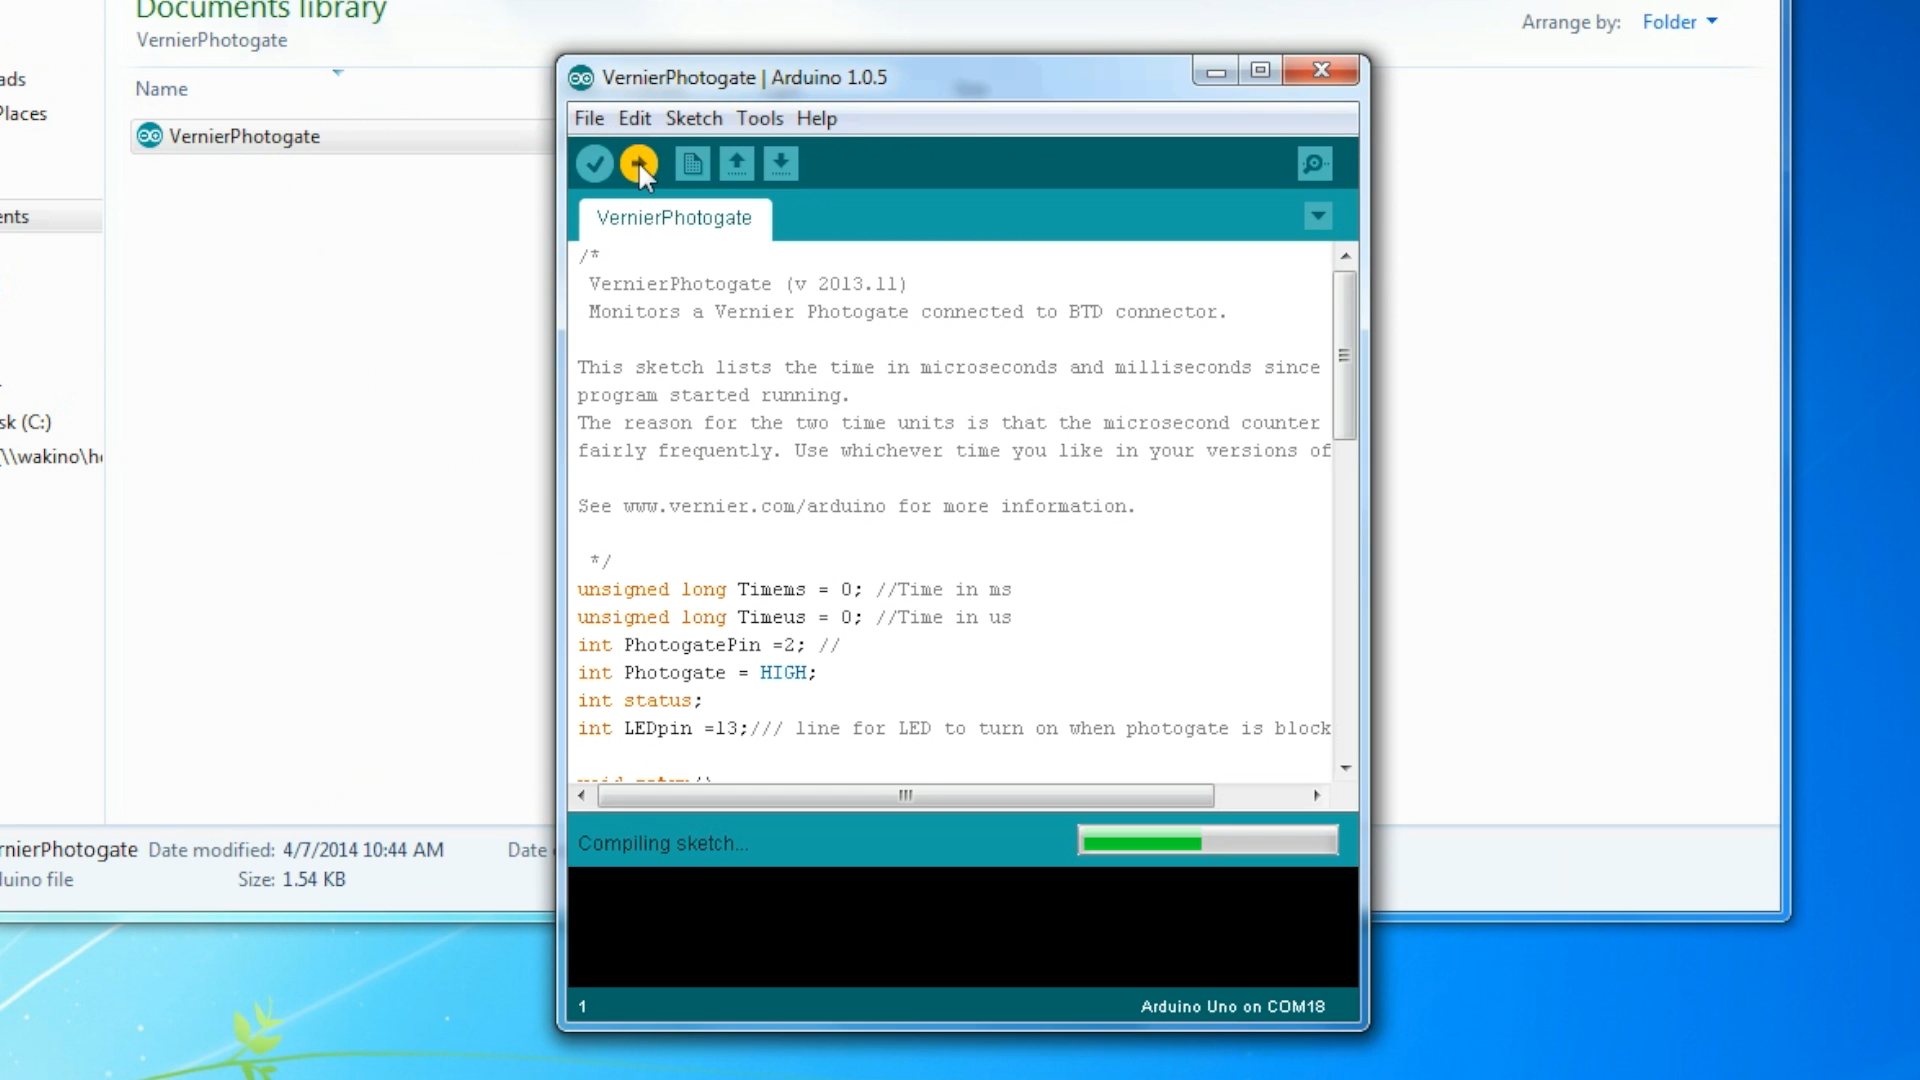 Documents library
VernierPhotogate
Arrange by: Folder
ads
Places
ents
sk (C:)
(\\wakino\h
Name
VernierPhotogate
VernierPhotogate | Arduino 1.0.5
File Edit Sketch Tools Help
VernierPhotogate
/*
VernierPhotogate (v 2013.11)
Monitors a Vernier Photogate connected to BTD connector.
This sketch lists the time in microseconds and milliseconds since
program started running.
The reason for the two time units is that the microsecond counter
fairly frequently. Use whichever time you like in your versions of
See www.vernier.com/arduino for more information.
*/
unsigned long Timems = 0; //Time in ms
unsigned long Timeus = 0; //Time in us
int PhotogatePin =2; //
int Photogate = HIGH;
int status;
int LEDpin =13;/// line for LED to turn on when photogate is block
Compiling sketch...
1
Arduino Uno on COM18
rnierPhotogate Date modified: 4/7/2014 10:44 AM Date
duino file Size: 1.54 KB